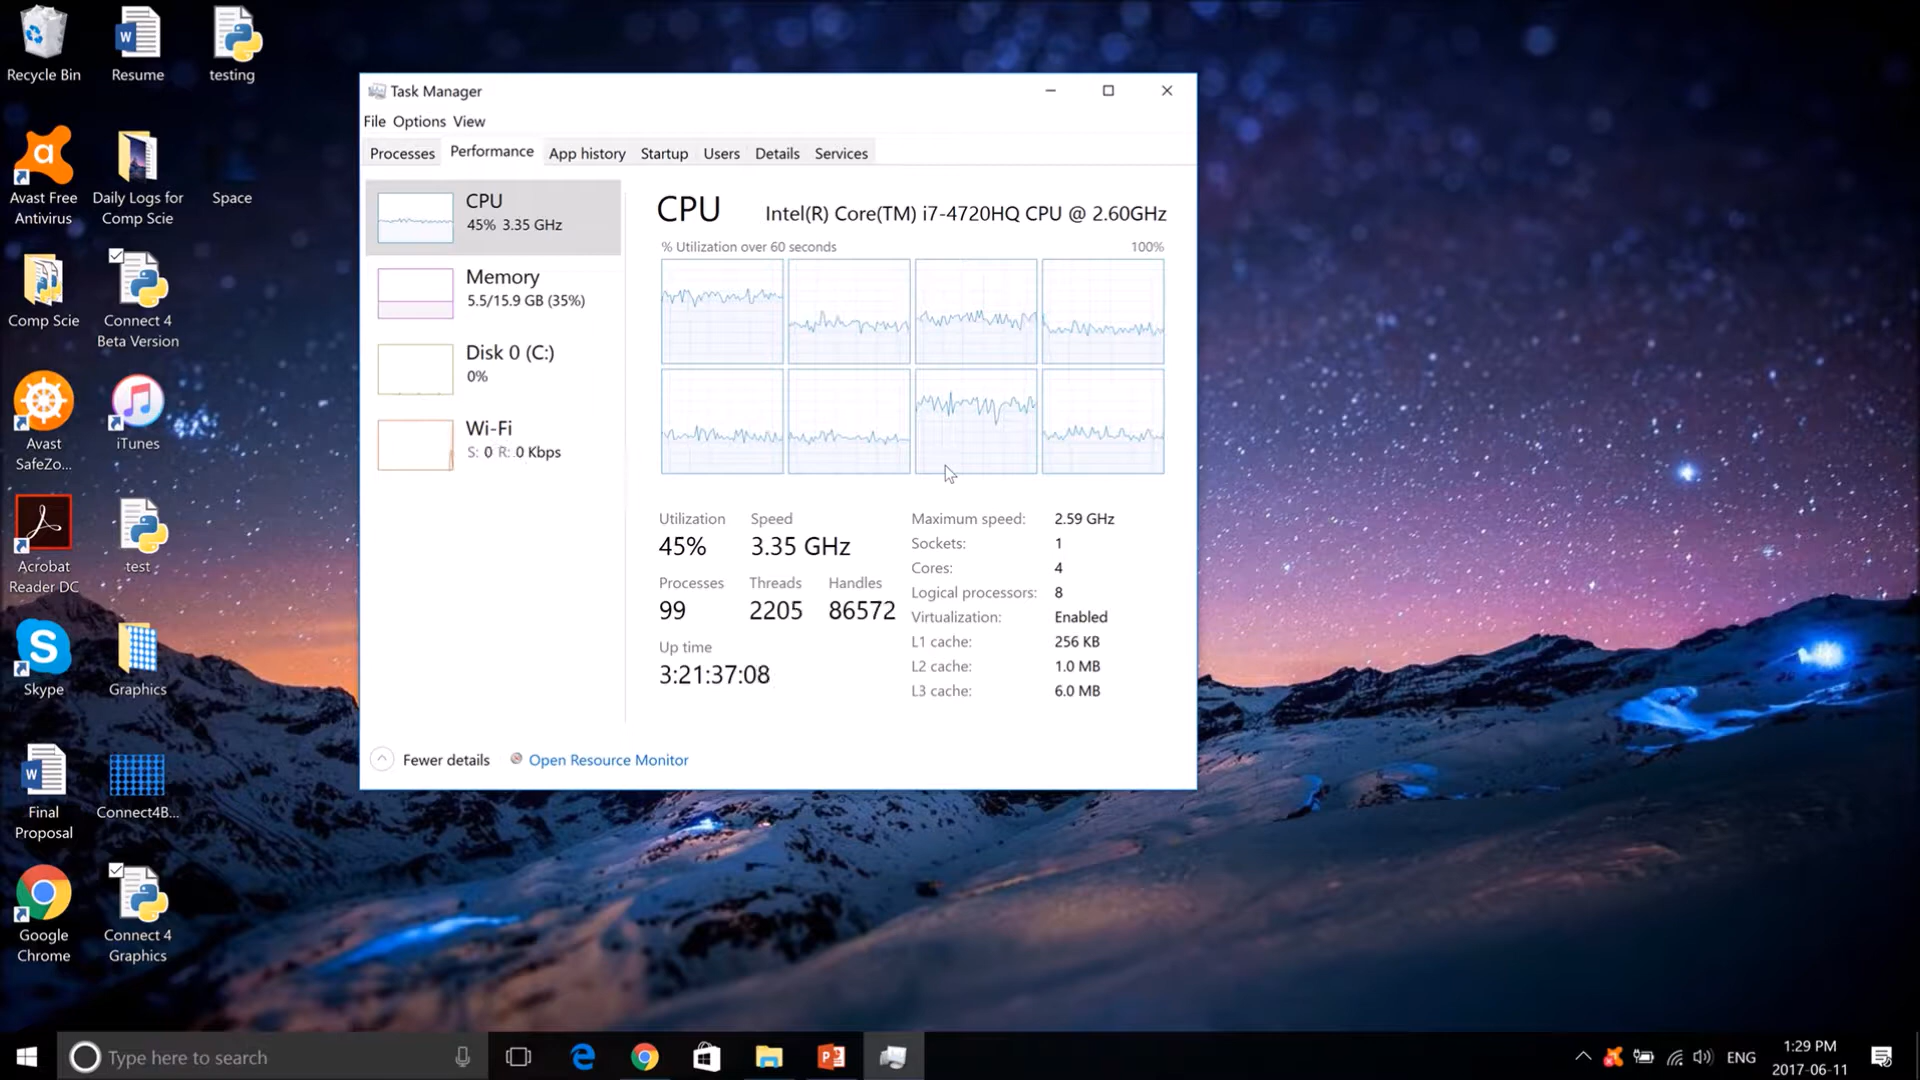 Recycle Bin
Resume
testing
Avast Free
Antivirus
Daily Logs for
Comp Scie
Space
Comp Scie
Connect 4
Beta Version
Avast
SafeZo...
iTunes
Acrobat
Reader DC
test
Skype
Graphics
Final
Proposal
Connect4B...
Google
Chrome
Connect 4
Graphics
Task Manager
File Options View
Processes Performance App history Startup Users Details Services
CPU
45% 3.35 GHz
Memory
5.5/15.9 GB (35%)
Disk 0 (C:)
0%
Wi-Fi
S: 0 R: 0 Kbps
CPU Intel(R) Core(TM) i7-4720HQ CPU @ 2.60GHz
% Utilization over 60 seconds 100%
Utilization Speed
45% 3.35 GHz
Processes Threads Handles
99 2205 86572
Up time
3:21:37:08
Maximum speed: 2.59 GHz
Sockets: 1
Cores: 4
Logical processors: 8
Virtualization: Enabled
L1 cache: 256 KB
L2 cache: 1.0 MB
L3 cache: 6.0 MB
Fewer details Open Resource Monitor
Type here to search
ENG
1:29 PM
2017-06-11